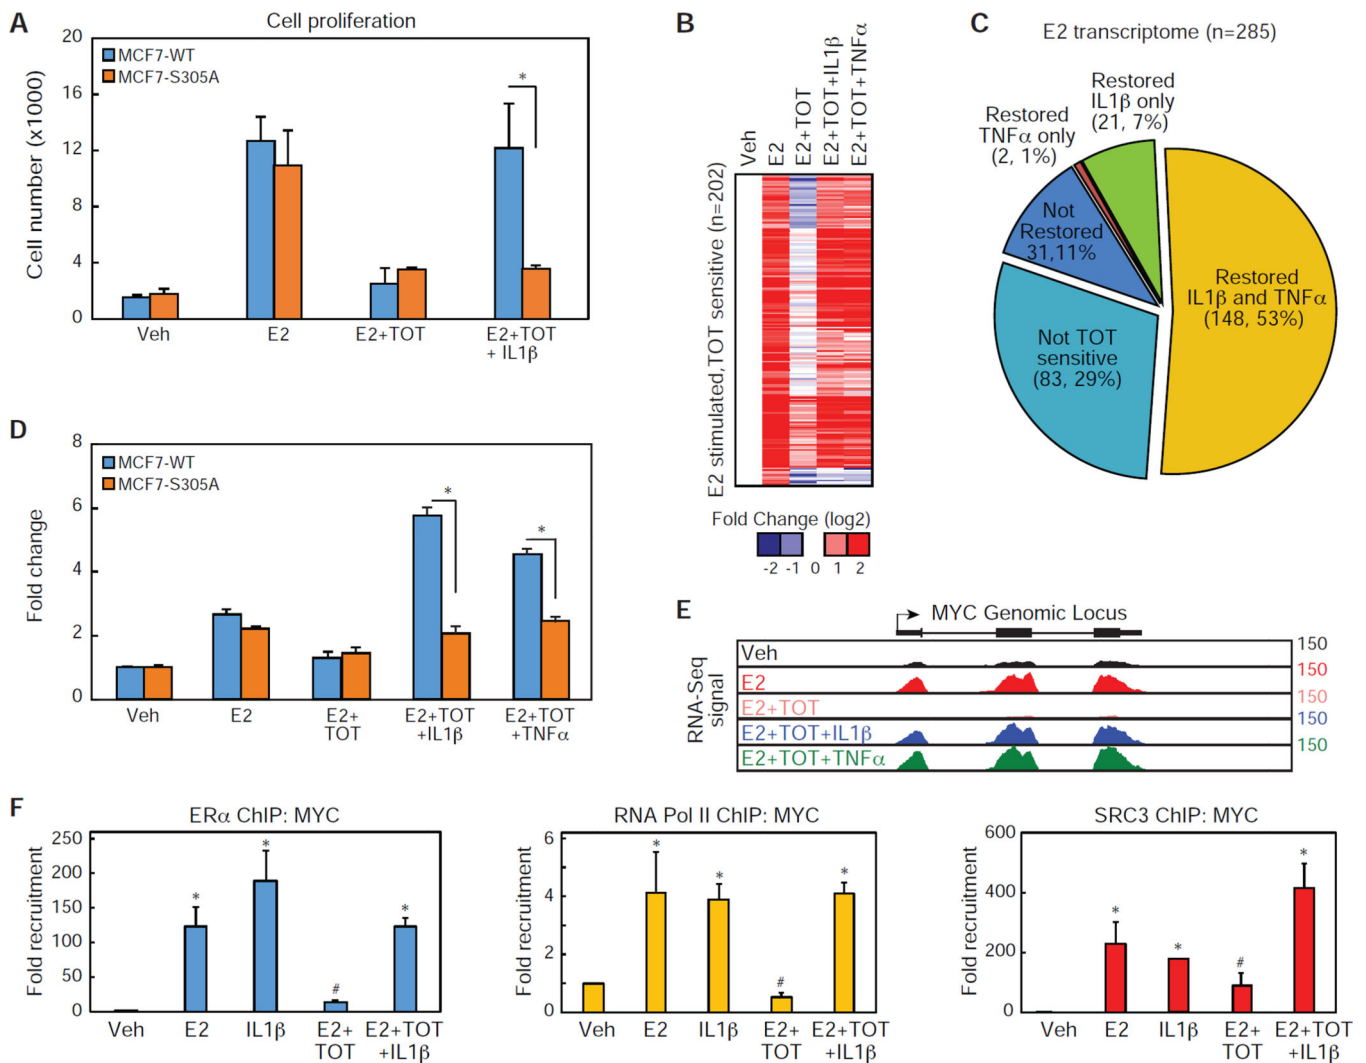 A
Cell proliferation
Cell number (x1000)
20
16
12
8
4
0
MCF7-WT
MCF7-S305A
*
Veh
E2
E2+TOT
E2+TOT
+ IL1β
B
Veh
E2
E2+TOT
E2+TOT+IL1β
E2+TOT+TNFα
E2 stimulated, TOT sensitive (n=202)
Fold Change (log2)
-2 -1 0 1 2
C
E2 transcriptome (n=285)
Restored
IL1β only
(21, 7%)
Restored
TNFα only
(2, 1%)
Not
Restored
31,11%
Restored
IL1β and TNFα
(148, 53%)
Not TOT
sensitive
(83, 29%)
D
Fold change
8
6
4
2
0
MCF7-WT
MCF7-S305A
*
*
Veh
E2
E2+
TOT
E2+TOT
+IL1β
E2+TOT
+TNFα
E
MYC Genomic Locus
RNA-Seq
signal
Veh
150
E2
150
E2+TOT
150
E2+TOT+IL1β
150
E2+TOT+TNFα
150
F
ERα ChIP: MYC
Fold recruitment
250
200
150
100
50
0
*
*
#
*
Veh
E2
IL1β
E2+
TOT
E2+TOT
+IL1β
RNA Pol II ChIP: MYC
Fold recruitment
6
4
2
0
*
*
#
*
Veh
E2
IL1β
E2+
TOT
E2+TOT
+IL1β
SRC3 ChIP: MYC
Fold recruitment
600
400
200
0
*
*
#
*
Veh
E2
IL1β
E2+
TOT
E2+TOT
+IL1β